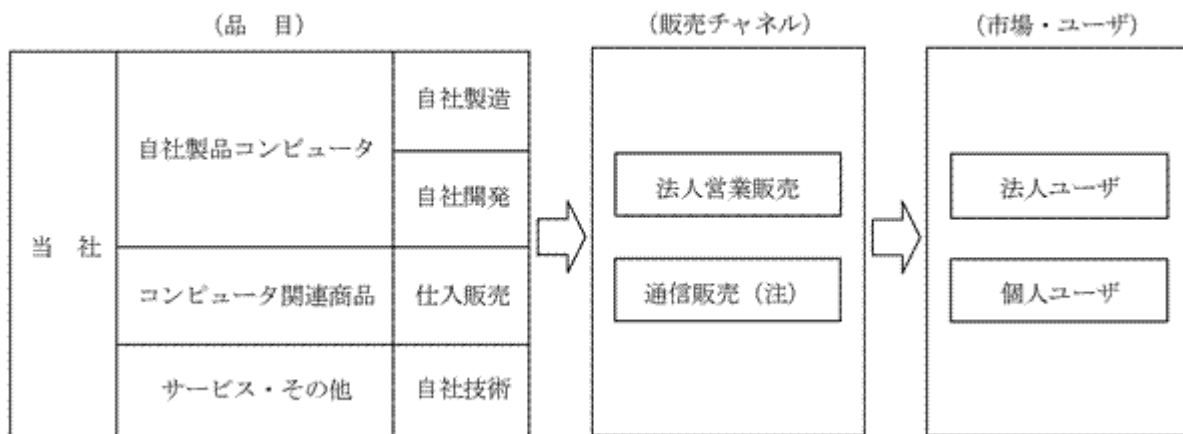 (品 目)
(販売チャネル)
(市場・ユーザ)
当 社
自社製品コンピュータ
自社製造
自社開発
コンピュータ関連商品
仕入販売
サービス・その他
自社技術
法人営業販売
通信販売(注)
法人ユーザ
個人ユーザ